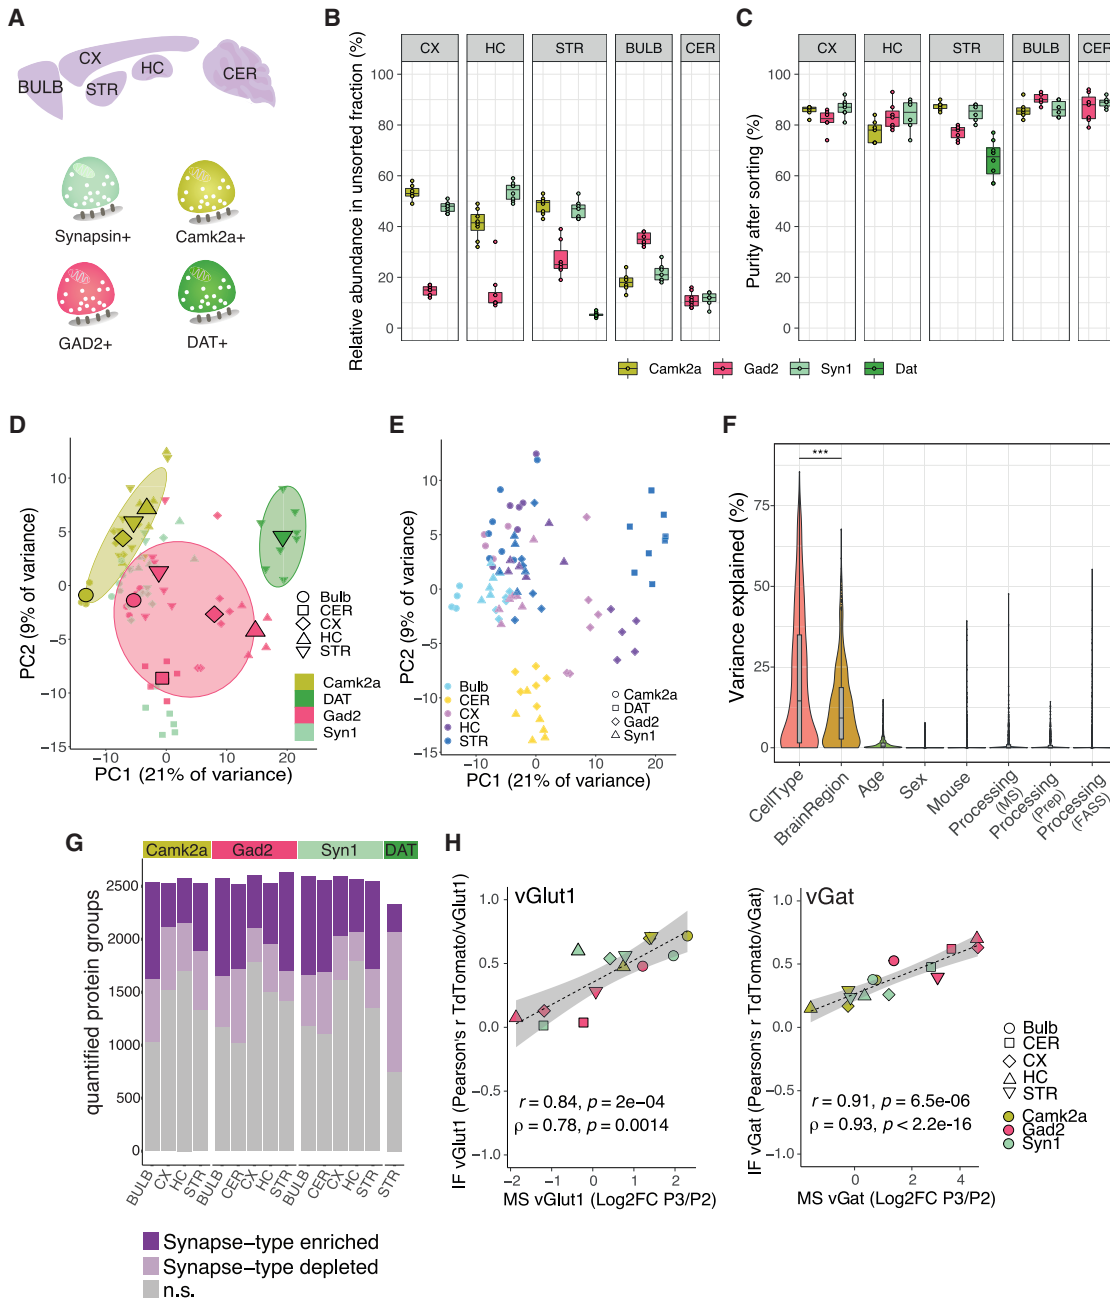 A
BULB
CX
STR
HC
CER
Synapsin+
Camk2a+
GAD2+
DAT+
B
CX
HC
STR
BULB
CER
Relative abundance in unsorted fraction (%)
100
80
60
40
20
0
C
CX
HC
STR
BULB
CER
Purity after sorting (%)
100
80
60
40
20
0
Camk2a
Gad2
Syn1
Dat
D
PC2 (9% of variance)
10
5
0
−5
−10
−15
−10
0
10
20
PC1 (21% of variance)
Bulb
CER
CX
HC
STR
Camk2a
DAT
Gad2
Syn1
E
PC2 (9% of variance)
10
5
0
−5
−10
−15
−10
0
10
20
PC1 (21% of variance)
Bulb
CER
CX
HC
STR
Camk2a
DAT
Gad2
Syn1
F
Variance explained (%)
75
50
25
0
***
CellType
BrainRegion
Age
Sex
Mouse
Processing (MS)
Processing (Prep)
Processing (FASS)
G
Camk2a
Gad2
Syn1
DAT
quantified protein groups
2500
2000
1500
1000
500
0
BULB
CX
HC
STR
BULB
CER
CX
HC
STR
BULB
CER
CX
HC
STR
STR
Synapse−type enriched
Synapse−type depleted
n.s.
H
vGlut1
IF vGlut1 (Pearson's r TdTomato/vGlut1)
1.0
0.5
0.0
−0.5
−1.0
r = 0.84, p = 2e−04
ρ = 0.78, p = 0.0014
−2
−1
0
1
2
MS vGlut1 (Log2FC P3/P2)
vGat
IF vGat (Pearson's r TdTomato/vGat)
1.0
0.5
0.0
−0.5
−1.0
r = 0.91, p = 6.5e−06
ρ = 0.93, p < 2.2e−16
0
2
4
MS vGat (Log2FC P3/P2)
Bulb
CER
CX
HC
STR
Camk2a
Gad2
Syn1